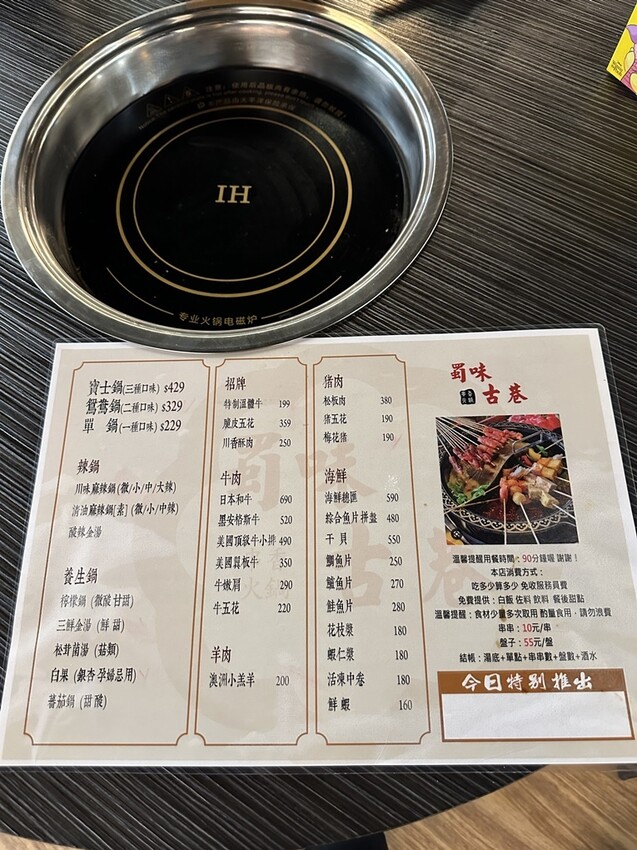 IH
专业火锅电磁炉
寶士鍋(三種口味) $429
鴛鴦鍋(二種口味) $329
單 鍋(一種口味) $229
辣鍋
川味麻辣鍋(微/小/中/大辣)
清油麻辣鍋[素] (微/小/中辣)
酸辣金湯
養生鍋
檸檬鍋 (微酸 甘甜)
三鮮金湯 (鮮 甜)
松茸菌湯 (菇類)
白果 (銀杏 孕婦忌用)
蕃茄鍋 (甜 酸)
招牌
特制溫體牛 199
脆皮五花 359
川香酥肉 250
牛肉
日本和牛 690
墨安格斯牛 520
美國頂級牛小排 490
美國翼板牛 350
牛嫩肩 290
牛五花 220
羊肉
澳洲小羔羊 200
猪肉
松板肉 380
猪五花 190
梅花猪 190
海鮮
海鮮總匯 590
綜合魚片拼盤 480
干貝 550
鯛魚片 250
鱸魚片 270
鮭魚片 280
花枝漿 180
蝦仁漿 180
活凍中卷 180
鮮蝦 160
蜀味
古巷
溫馨提醒用餐時間：90分鐘喔 謝謝！
本店消費方式：
吃多少算多少 免收服務員費
免費提供：白飯 佐料 飲料 餐後甜點
溫馨提醒：食材少量多次取用 酌量食用，請勿浪費
串串：10元/串
盤子：55元/盤
結帳：湯底+單點+串串數+盤數+酒水
今日特别推出